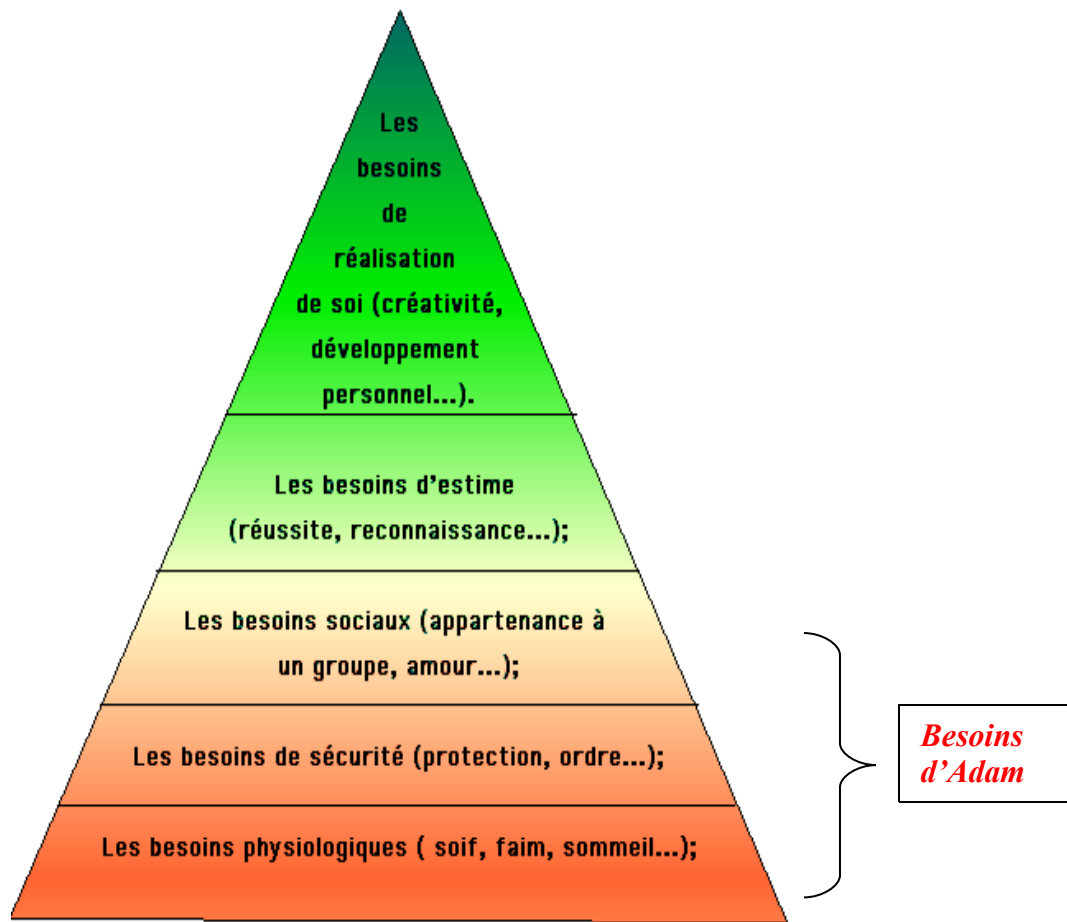 Les
besoins
de
réalisation
de soi (créativité,
développement
personnel...).
Les besoins d'estime
(réussite, reconnaissance...);
Les besoins sociaux (appartenance à
un groupe, amour...);
Les besoins de sécurité (protection, ordre...);
Les besoins physiologiques ( soif, faim, sommeil...);
Besoins
d’Adam